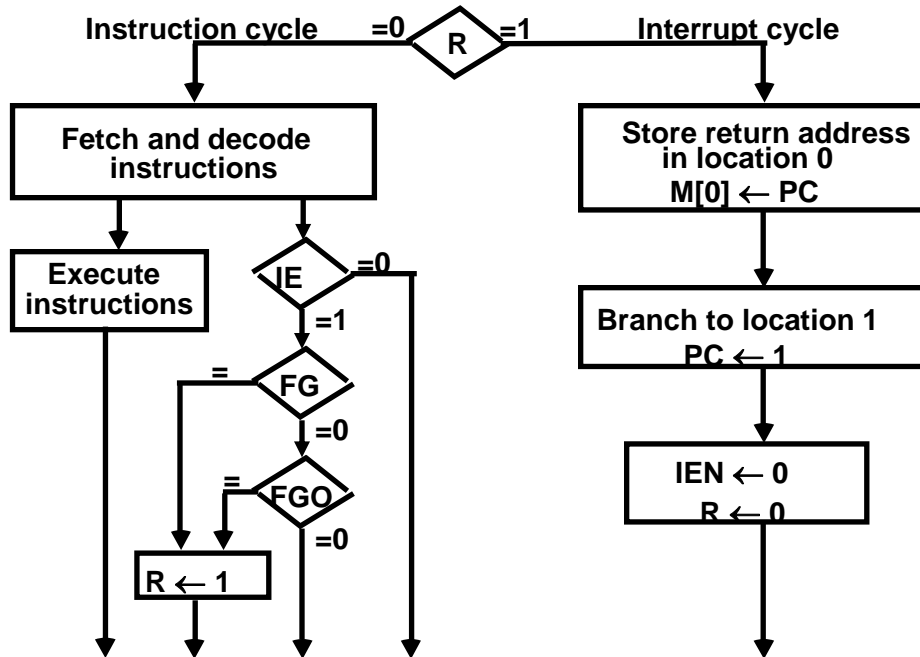 Instruction cycle
=0
R
=1
Interrupt cycle
Fetch and decode
instructions
Store return address
in location 0
M[0] ← PC
Execute
instructions
IE
=0
=1
Branch to location 1
PC ← 1
=
FG
=0
=
FGO
=0
IEN ← 0
R ← 0
R ← 1